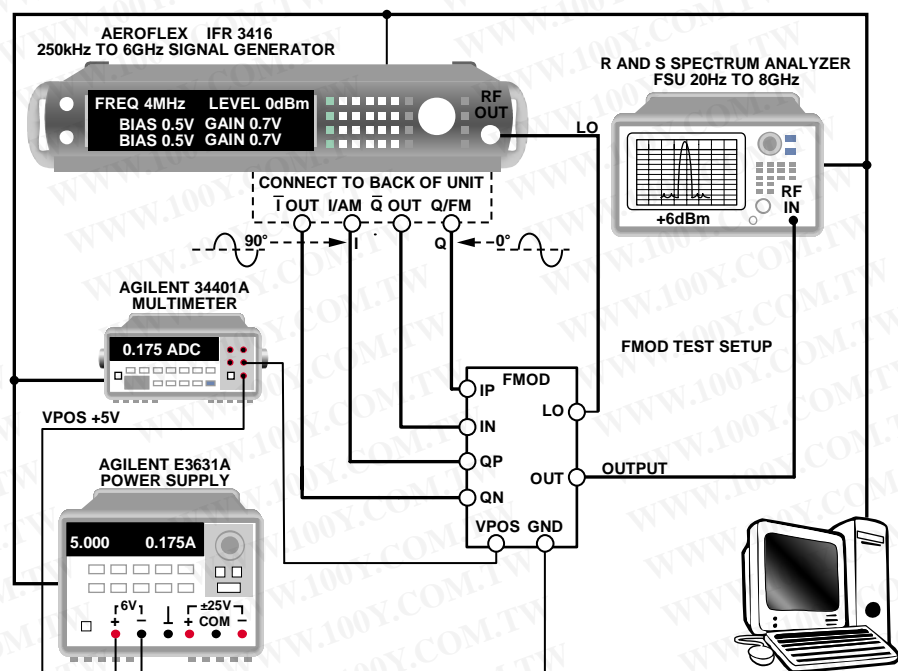 AEROFLEX IFR 3416
250kHz TO 6GHz SIGNAL GENERATOR
R AND S SPECTRUM ANALYZER
FSU 20Hz TO 8GHz
FREQ 4MHz LEVEL 0dBm
BIAS 0.5V GAIN 0.7V
BIAS 0.5V GAIN 0.7V
RF
OUT
LO
+6dBm
RF
IN
CONNECT TO BACK OF UNIT
I̅ OUT I/AM Q̅ OUT Q/FM
90° I Q 0°
AGILENT 34401A
MULTIMETER
0.175 ADC
FMOD TEST SETUP
VPOS +5V
FMOD
IP
IN
QP
QN
LO
OUT
VPOS GND
OUTPUT
AGILENT E3631A
POWER SUPPLY
5.000 0.175A
6V ±25V
+ – ⊥ + COM –
WWW.100Y.COM.TW